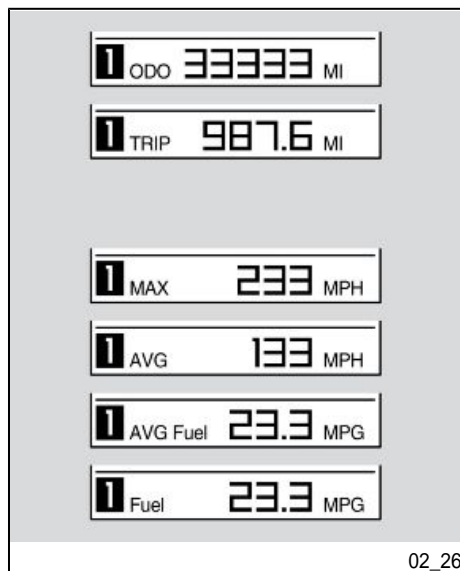 1 ODO 33333 MI
1 TRIP 987.6 MI
1 MAX 233 MPH
1 AVG 133 MPH
1 AVG Fuel 23.3 MPG
1 Fuel 23.3 MPG
02_26